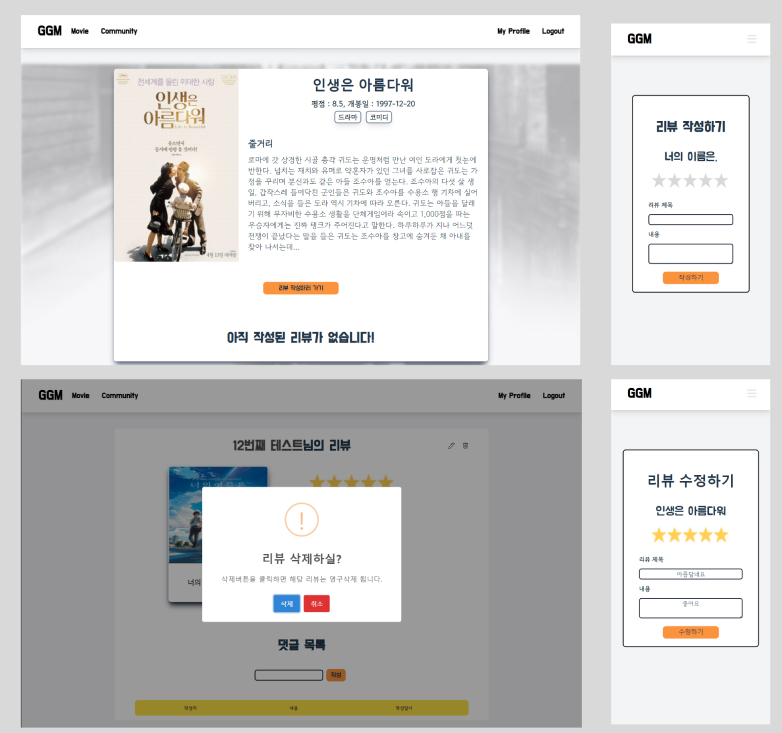 GGM Movie Community My Profile Logout
전세계를 울린 위대한 사랑
인생은
아름다워
Life is Beautiful
4월 13일 재개봉
인생은 아름다워
평점 : 8.5, 개봉일 : 1997-12-20
드라마 코미디
줄거리
로마에 갓 상경한 시골 총각 귀도는 운명처럼 만난 여인 도라에게 첫눈에
반한다. 넘치는 재치와 유머로 약혼자가 있던 그녀를 사로잡은 귀도는 가
정을 꾸리며 분신과도 같은 아들 조수아를 얻는다. 조수아의 다섯 살 생
일, 갑작스레 들이닥친 군인들은 귀도와 조수아를 수용소 행 기차에 실어
버리고, 소식을 들은 도라 역시 기차에 따라 오른다. 귀도는 아들을 달래
기 위해 무자비한 수용소 생활을 단체게임이라 속이고 1,000점을 따는
우승자에게는 진짜 탱크가 주어진다고 말한다. 하루하루가 지나 어느덧
전쟁이 끝났다는 말을 들은 귀도는 조수아를 창고에 숨겨둔 채 아내를
찾아 나서는데...
리뷰 작성하러 가기
아직 작성된 리뷰가 없습니다!
GGM
리뷰 작성하기
너의 이름은.
리뷰 제목
내용
작성하기
GGM Movie Community My Profile Logout
12번째 테스트님의 리뷰
너의
리뷰 삭제하실?
삭제버튼을 클릭하면 해당 리뷰는 영구삭제 됩니다.
삭제 취소
댓글 목록
작성
작성자 내용 작성일시
GGM
리뷰 수정하기
인생은 아름다워
리뷰 제목
아름답네요
내용
좋아요
수정하기